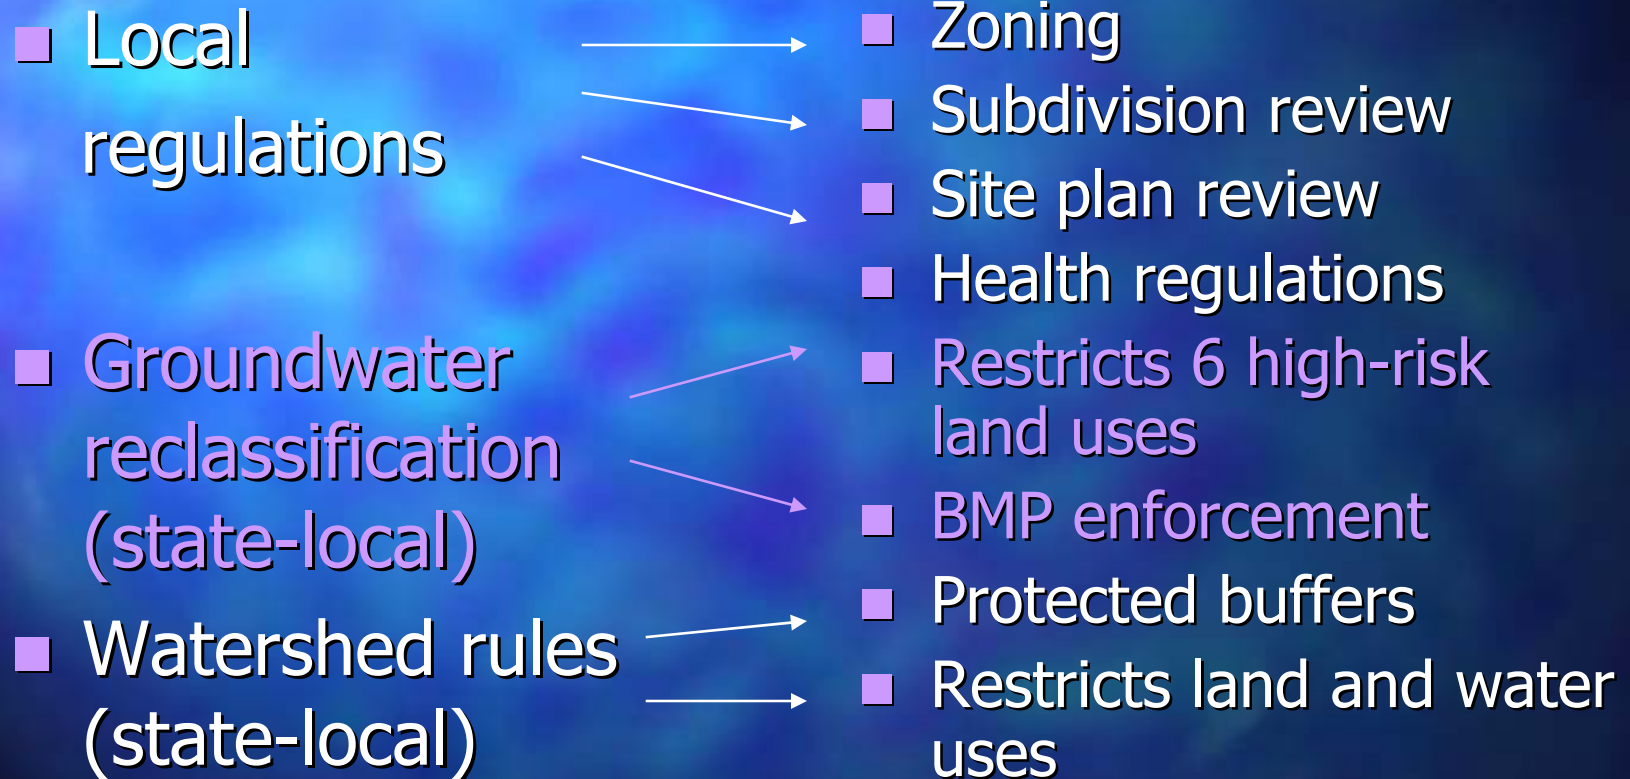 Local
regulations
Groundwater
reclassification
(state-local)
Watershed rules
(state-local)
Zoning
Subdivision review
Site plan review
Health regulations
Restricts 6 high-risk
land uses
BMP enforcement
Protected buffers
Restricts land and water
uses